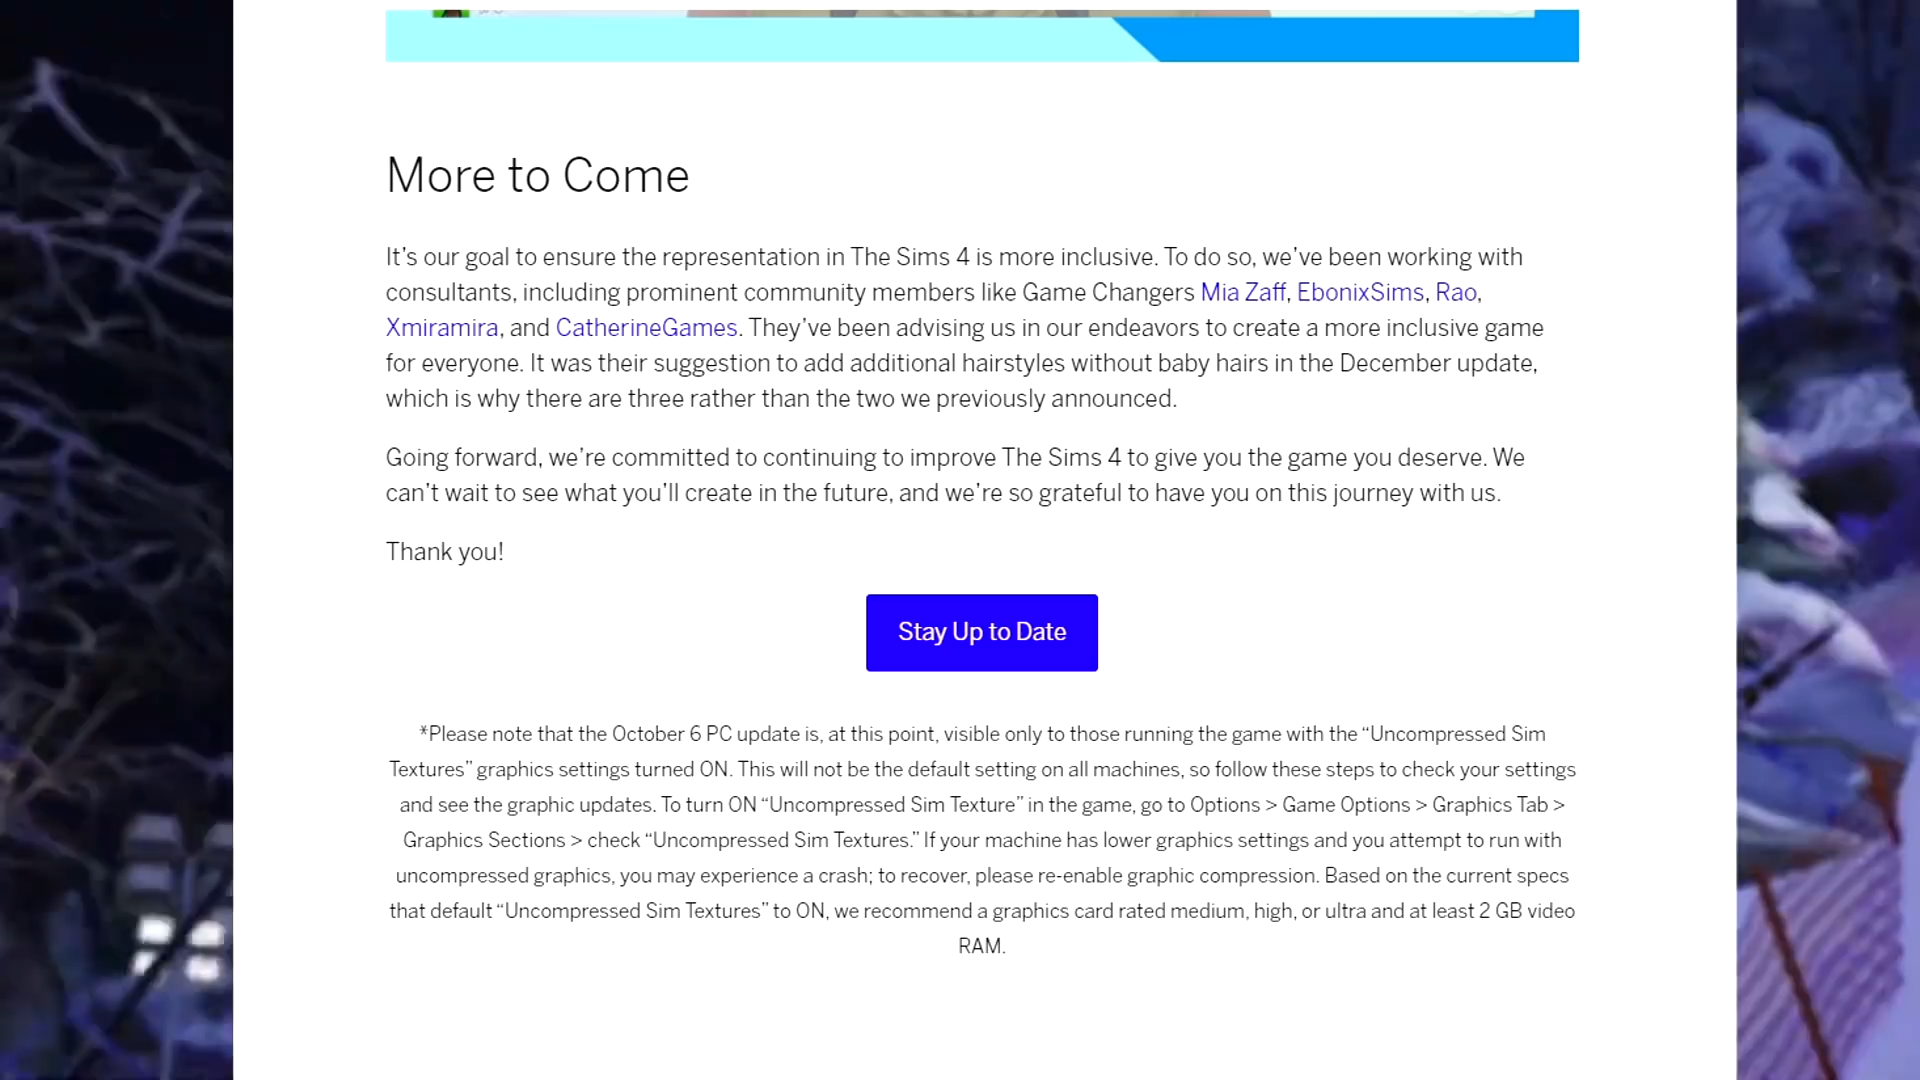 More to Come
It’s our goal to ensure the representation in The Sims 4 is more inclusive. To do so, we’ve been working with
consultants, including prominent community members like Game Changers Mia Zaff, EbonixSims, Rao,
Xmiramira, and CatherineGames. They’ve been advising us in our endeavors to create a more inclusive game
for everyone. It was their suggestion to add additional hairstyles without baby hairs in the December update,
which is why there are three rather than the two we previously announced.
Going forward, we’re committed to continuing to improve The Sims 4 to give you the game you deserve. We
can’t wait to see what you’ll create in the future, and we’re so grateful to have you on this journey with us.
Thank you!
Stay Up to Date
*Please note that the October 6 PC update is, at this point, visible only to those running the game with the “Uncompressed Sim
Textures” graphics settings turned ON. This will not be the default setting on all machines, so follow these steps to check your settings
and see the graphic updates. To turn ON “Uncompressed Sim Texture” in the game, go to Options > Game Options > Graphics Tab >
Graphics Sections > check “Uncompressed Sim Textures.” If your machine has lower graphics settings and you attempt to run with
uncompressed graphics, you may experience a crash; to recover, please re-enable graphic compression. Based on the current specs
that default “Uncompressed Sim Textures” to ON, we recommend a graphics card rated medium, high, or ultra and at least 2 GB video
RAM.